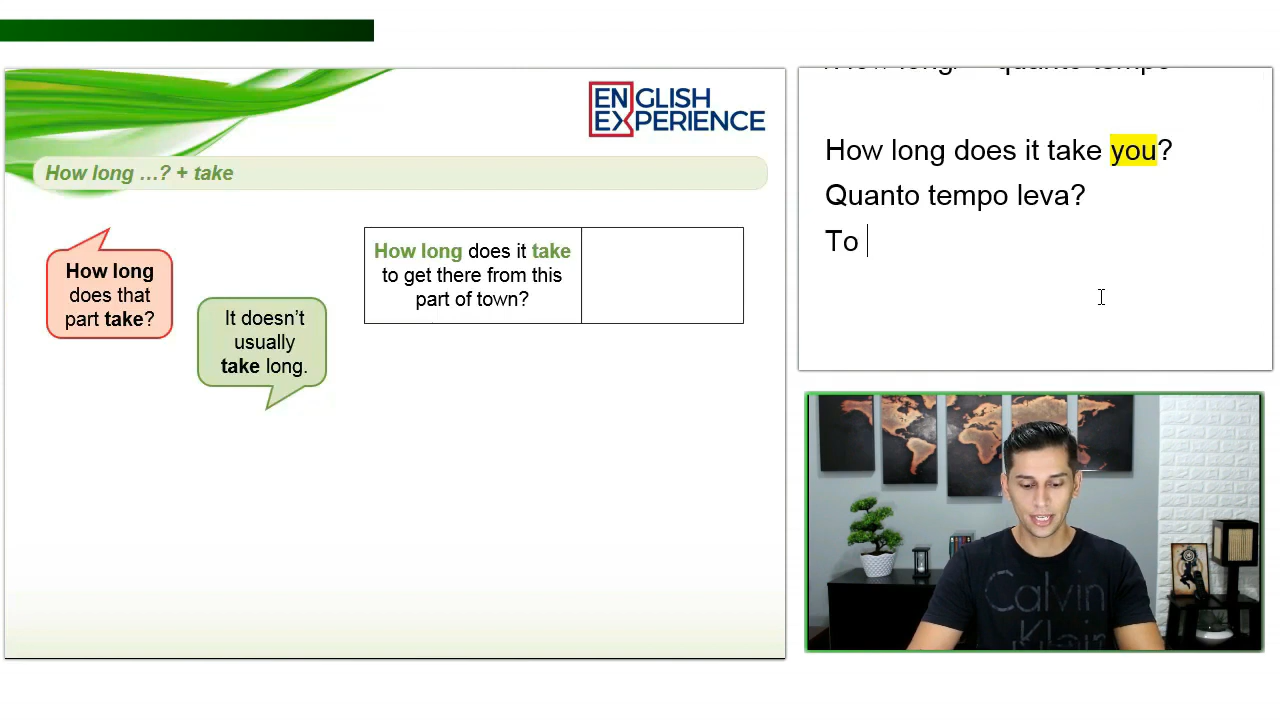 ENGLISH
EXPERIENCE
How long ...? + take
How long
does that
part take?
It doesn't
usually
take long.
How long does it take
to get there from this
part of town?
How long does it take you?
Quanto tempo leva?
To
Calvin
Klein